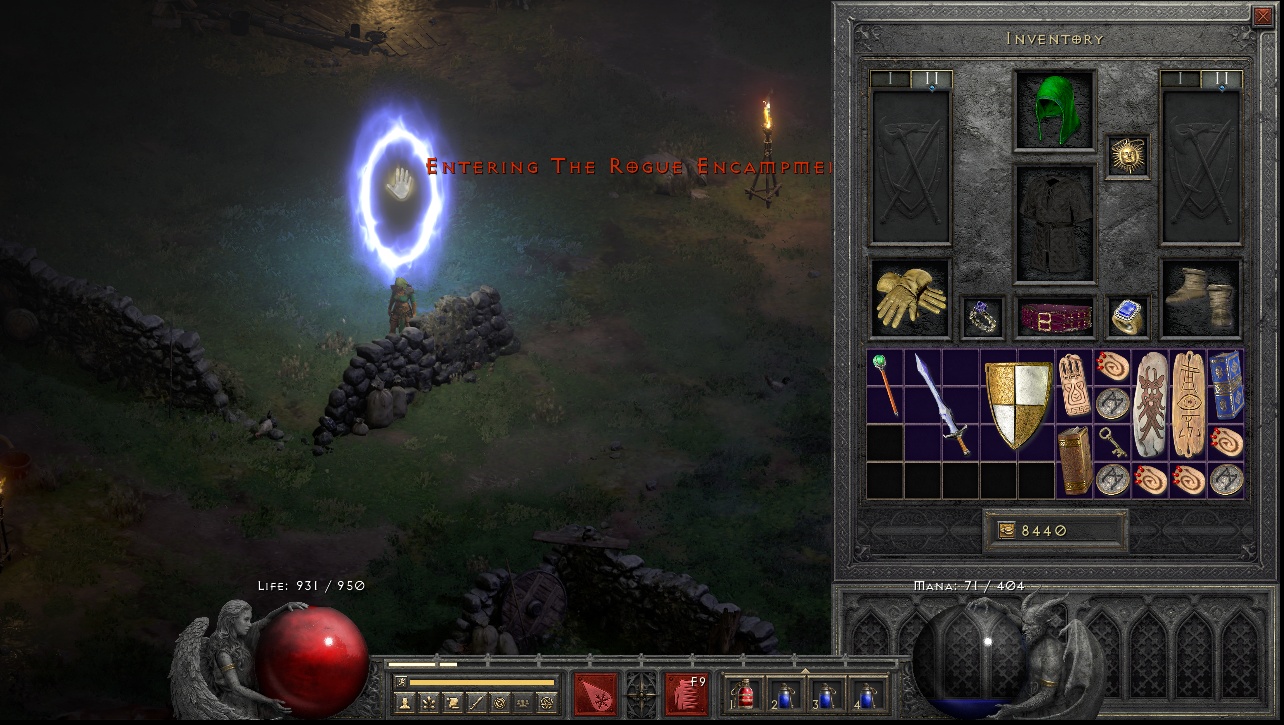 Inventory
I II
I II
Entering The Rogue Encampme
8440
Life: 931 / 950
Mana: 71 / 404
F9
1 2 3 4